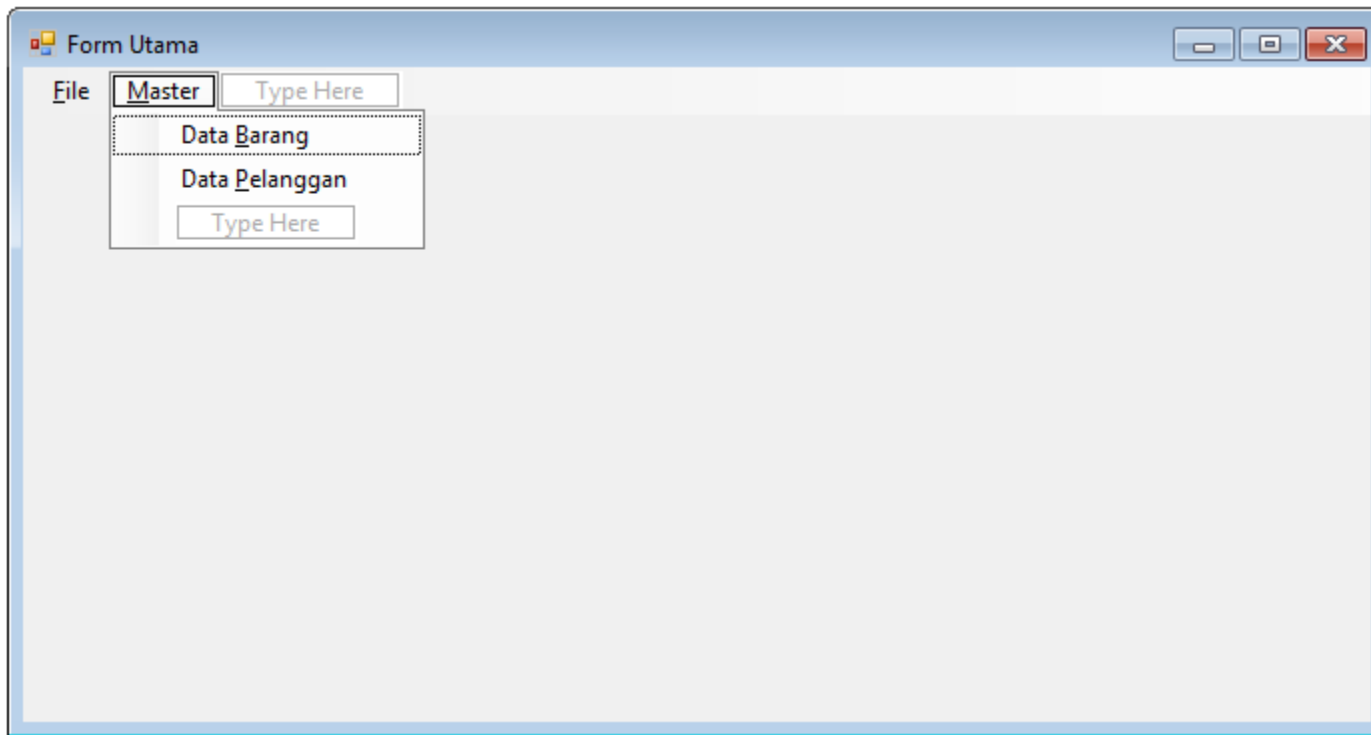 Form Utama
File Master Type Here
Data Barang
Data Pelanggan
Type Here